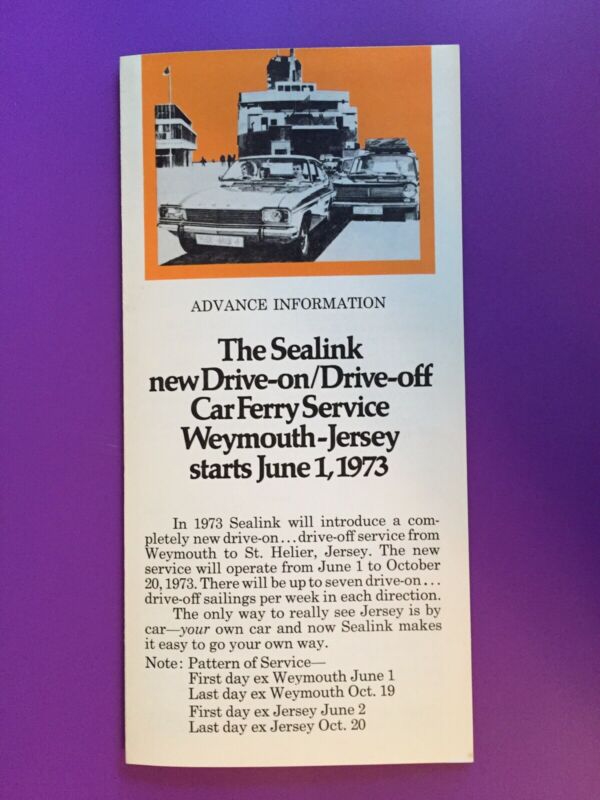 ADVANCE INFORMATION
The Sealink
new Drive-on/Drive-off
Car Ferry Service
Weymouth-Jersey
starts June 1, 1973
In 1973 Sealink will introduce a com-
pletely new drive-on...drive-off service from
Weymouth to St. Helier, Jersey. The new
service will operate from June 1 to October
20, 1973. There will be up to seven drive-on...
drive-off sailings per week in each direction.
The only way to really see Jersey is by
car—your own car and now Sealink makes
it easy to go your own way.
Note: Pattern of Service—
First day ex Weymouth June 1
Last day ex Weymouth Oct. 19
First day ex Jersey June 2
Last day ex Jersey Oct. 20